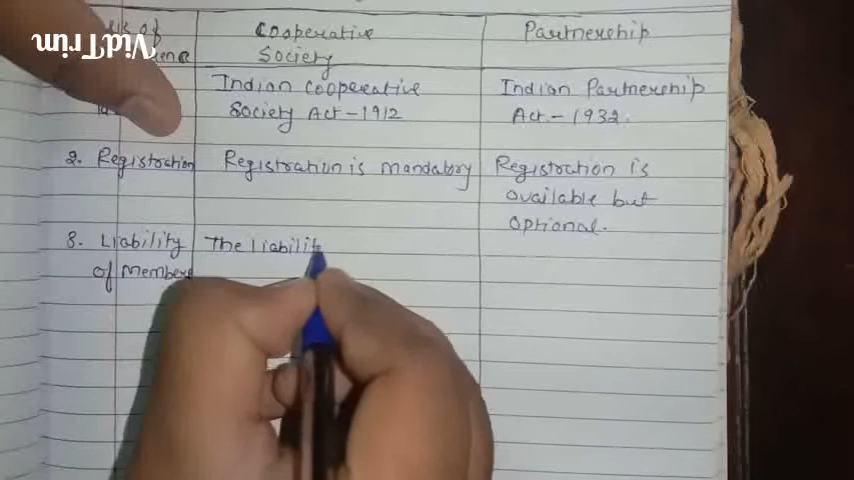 VidTrim
of Cooperative Partnership
Society
Indian Cooperative Indian Partnership
Society Act-1912 Act.-1932.
2. Registration Registration is Mandatory Registration is
available but
Optional.
3. Liability The liabilit
of Members